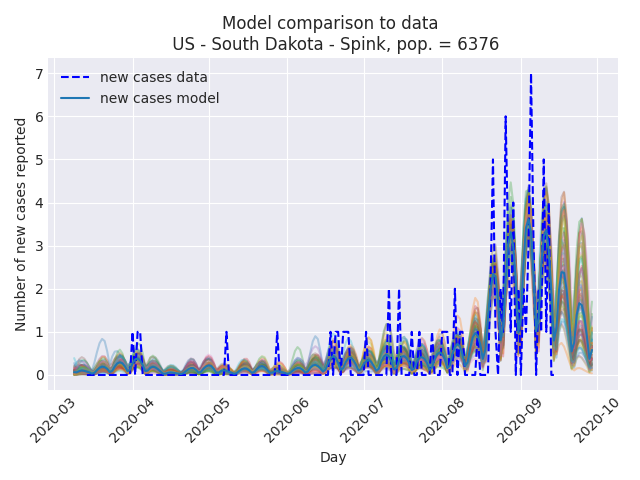 Model comparison to data
US - South Dakota - Spink, pop. = 6376
new cases data
new cases model
Number of new cases reported
7
6
5
4
3
2
1
0
2020-03
2020-04
2020-05
2020-06
2020-07
2020-08
2020-09
2020-10
Day